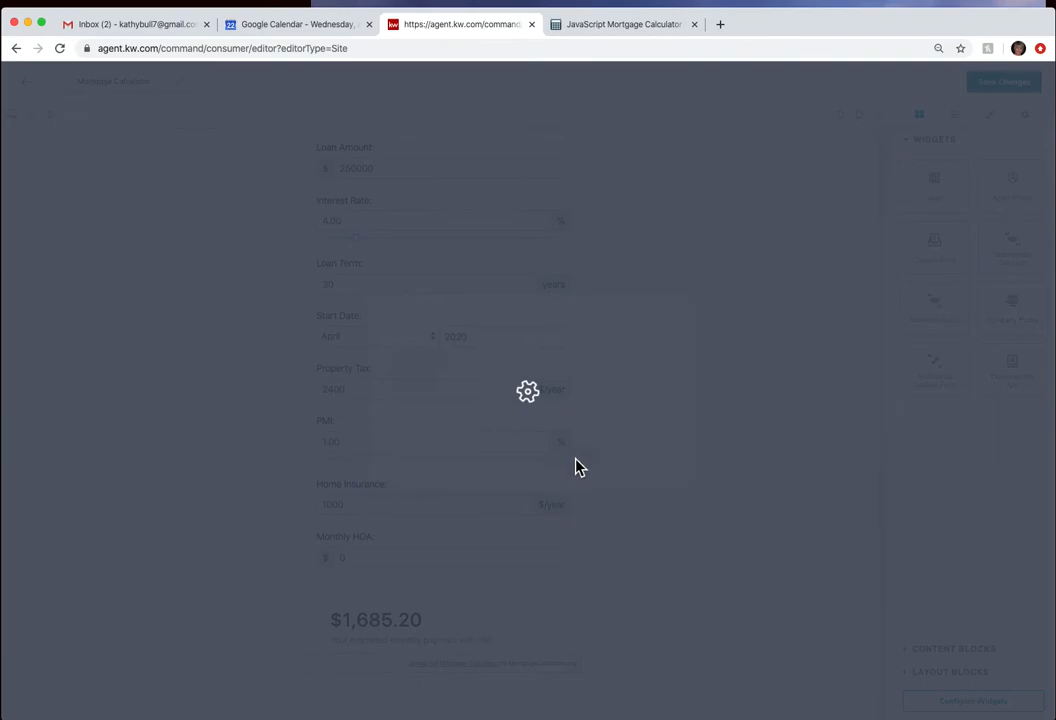 Inbox (2) - kathybull7@gmail.co
Google Calendar - Wednesday,
https://agent.kw.com/command
JavaScript Mortgage Calculator
agent.kw.com/command/consumer/editor?editorType=Site
Mortgage Calculator
Save Changes
Loan Amount:
$ 250000
Interest Rate:
4.00 %
Loan Term:
30 years
Start Date:
April 2020
Property Tax:
2400 $/year
PMI:
1.00 %
Home Insurance:
1000 $/year
Monthly HOA:
$ 0
$1,685.20
WIDGETS
CONTENT BLOCKS
LAYOUT BLOCKS
Configure Widgets